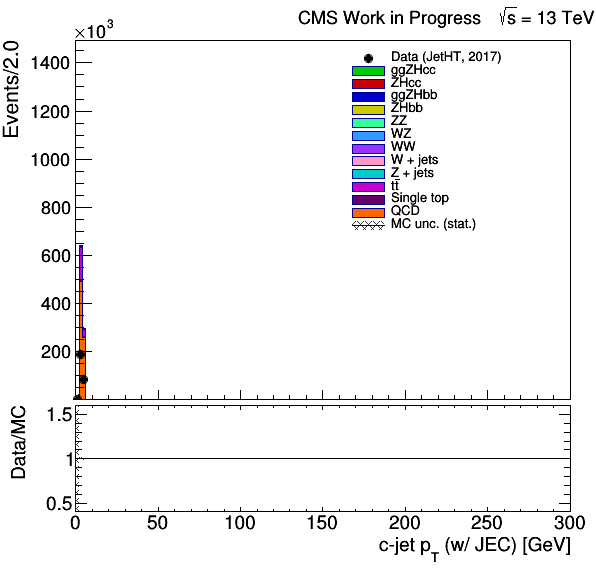 CMS Work in Progress √s = 13 TeV
×10³
Events/2.0
1400
1200
1000
800
600
400
200
Data (JetHT, 2017)
ggZHcc
ZHcc
ggZHbb
ZHbb
ZZ
WZ
WW
W + jets
Z + jets
tt̄
Single top
QCD
MC unc. (stat.)
Data/MC
1.5
1
0.5
0 50 100 150 200 250 300
c-jet p_T (w/ JEC) [GeV]